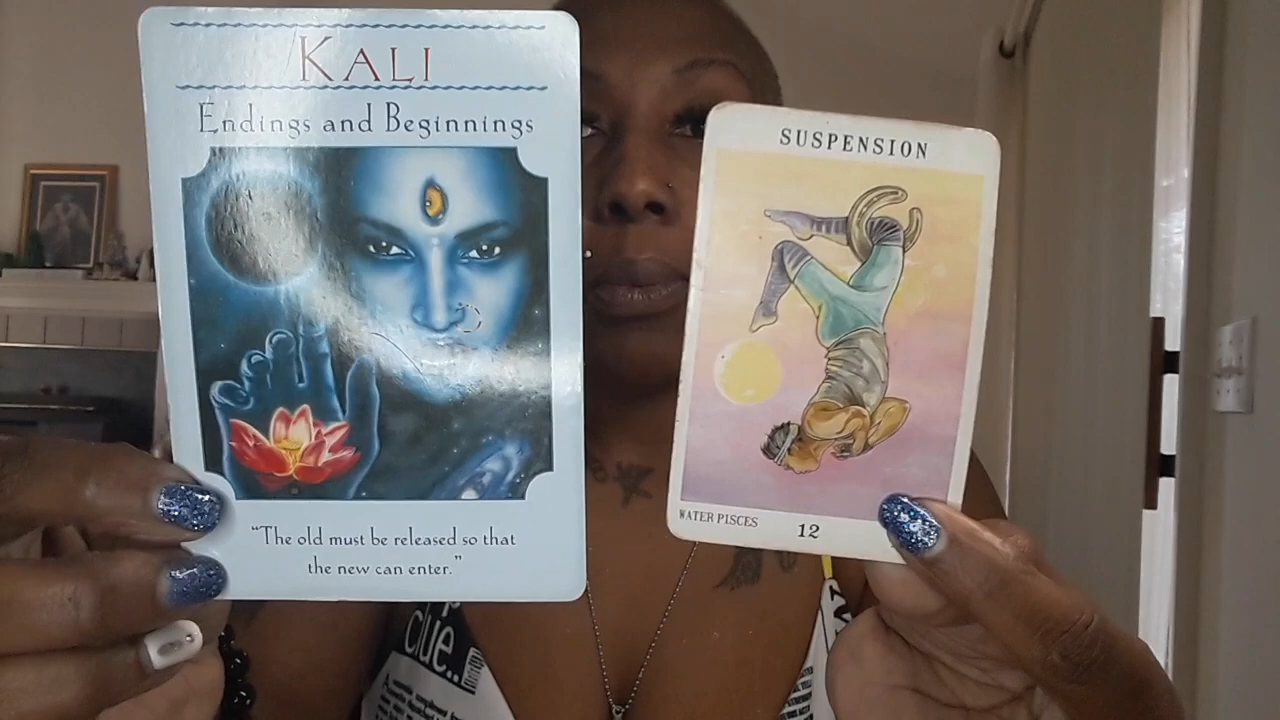 KALI
Endings and Beginnings
"The old must be released so that
the new can enter."
SUSPENSION
WATER PISCES 12
clue..